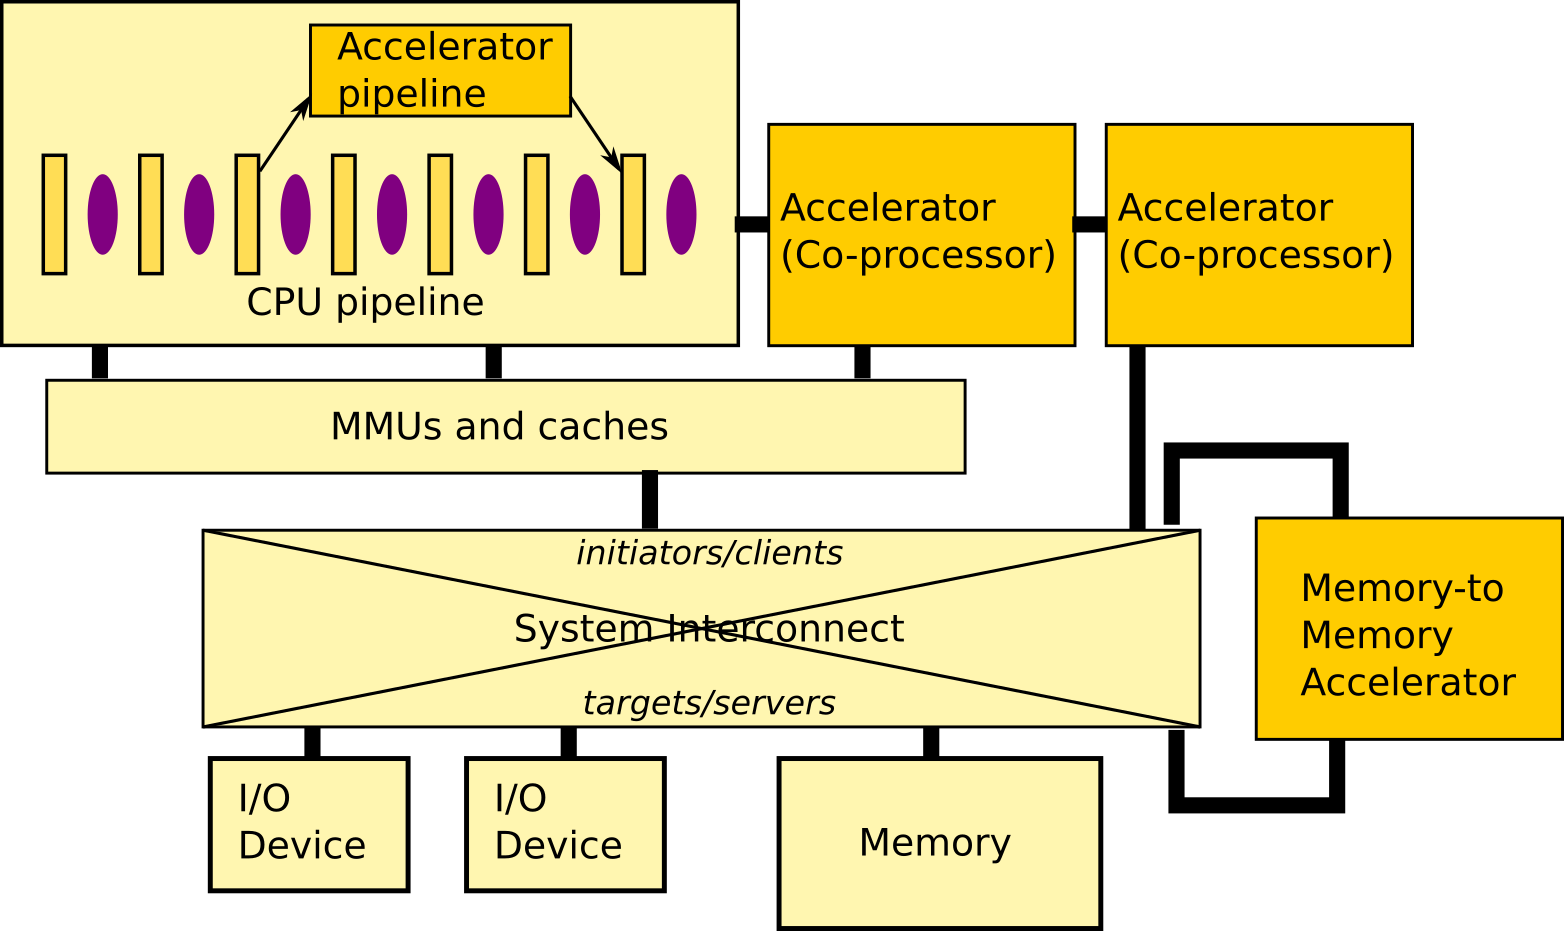 Accelerator
pipeline
CPU pipeline
Accelerator
(Co-processor)
Accelerator
(Co-processor)
MMUs and caches
initiators/clients
System Interconnect
targets/servers
Memory-to
Memory
Accelerator
I/O
Device
I/O
Device
Memory